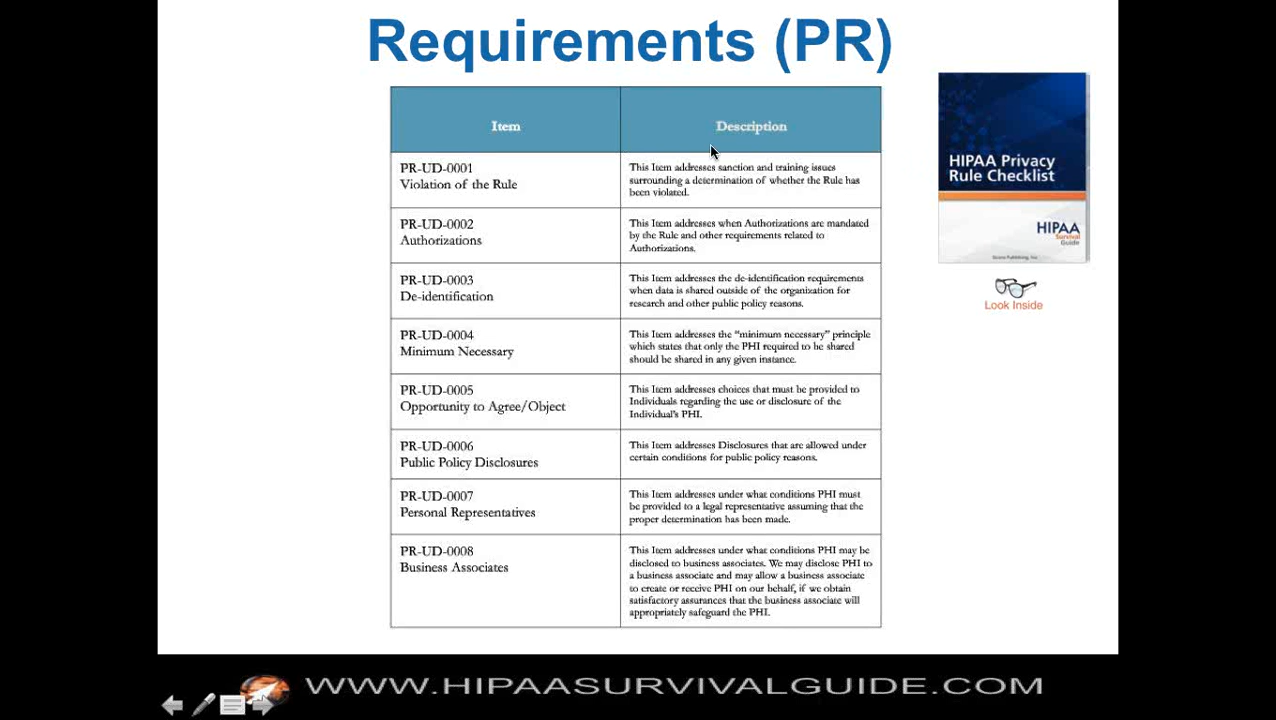 Requirements (PR)
Item
Description
PR-UD-0001
Violation of the Rule
This Item addresses sanction and training issues
surrounding a determination of whether the Rule has
been violated.
PR-UD-0002
Authorizations
This Item addresses when Authorizations are mandated
by the Rule and other requirements related to
Authorizations.
PR-UD-0003
De-identification
This Item addresses the de-identification requirements
when data is shared outside of the organization for
research and other public policy reasons.
PR-UD-0004
Minimum Necessary
This Item addresses the “minimum necessary” principle
which states that only the PHI required to be shared
should be shared in any given instance.
PR-UD-0005
Opportunity to Agree/Object
This Item addresses choices that must be provided to
Individuals regarding the use or disclosure of the
Individual's PHI.
PR-UD-0006
Public Policy Disclosures
This Item addresses Disclosures that are allowed under
certain conditions for public policy reasons.
PR-UD-0007
Personal Representatives
This Item addresses under what conditions PHI must
be provided to a legal representative assuming that the
proper determination has been made.
PR-UD-0008
Business Associates
This Item addresses under what conditions PHI may be
disclosed to business associates. We may disclose PHI to
a business associate and may allow a business associate
to create or receive PHI on our behalf, if we obtain
satisfactory assurances that the business associate will
appropriately safeguard the PHI.
HIPAA Privacy
Rule Checklist
HIPAA
Survival
Guide
Publishing, Inc.
Look Inside
WWW.HIPAASURVIVALGUIDE.COM